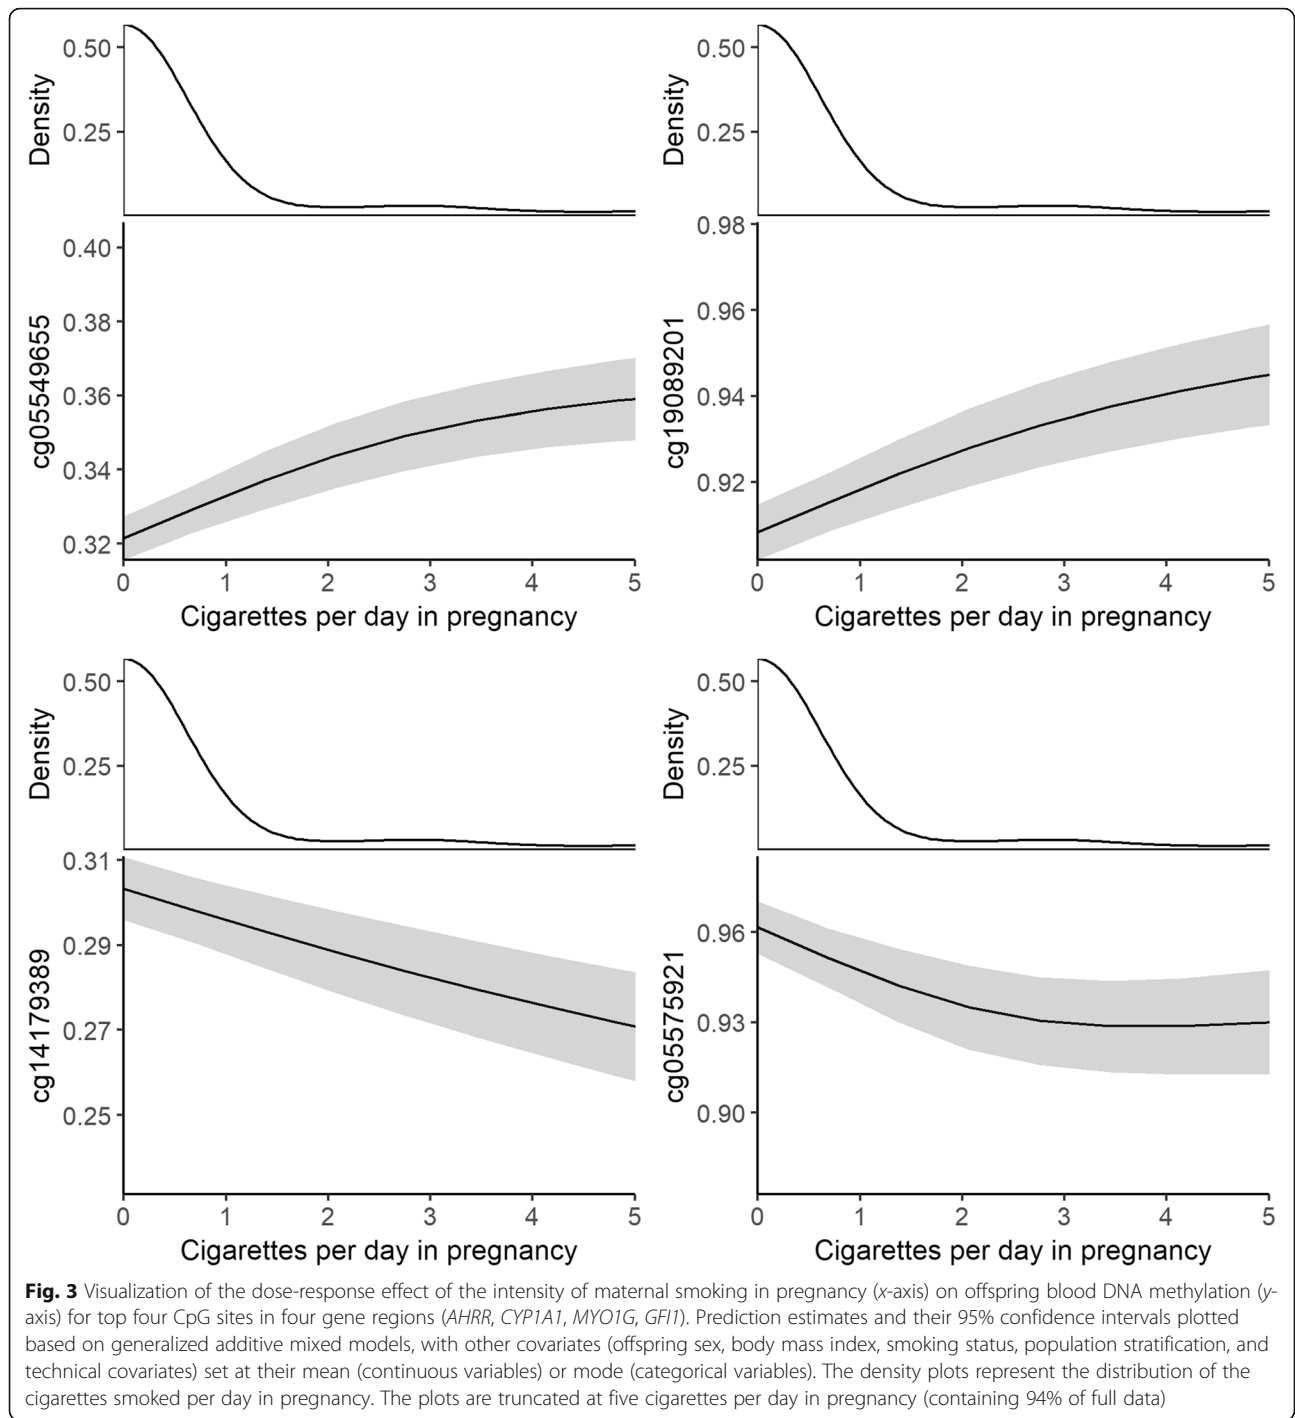 0.50
0.25
Density
0.50
0.25
Density
0.40
0.38
0.36
0.34
0.32
cg05549655
0 1 2 3 4 5
Cigarettes per day in pregnancy
0.98
0.96
0.94
0.92
cg19089201
0 1 2 3 4 5
Cigarettes per day in pregnancy
0.50
0.25
Density
0.50
0.25
Density
0.31
0.29
0.27
0.25
cg14179389
0 1 2 3 4 5
Cigarettes per day in pregnancy
0.96
0.93
0.90
cg05575921
0 1 2 3 4 5
Cigarettes per day in pregnancy
Fig. 3 Visualization of the dose-response effect of the intensity of maternal smoking in pregnancy (x-axis) on offspring blood DNA methylation (y-
axis) for top four CpG sites in four gene regions (AHRR, CYP1A1, MYO1G, GFI1). Prediction estimates and their 95% confidence intervals plotted
based on generalized additive mixed models, with other covariates (offspring sex, body mass index, smoking status, population stratification, and
technical covariates) set at their mean (continuous variables) or mode (categorical variables). The density plots represent the distribution of the
cigarettes smoked per day in pregnancy. The plots are truncated at five cigarettes per day in pregnancy (containing 94% of full data)